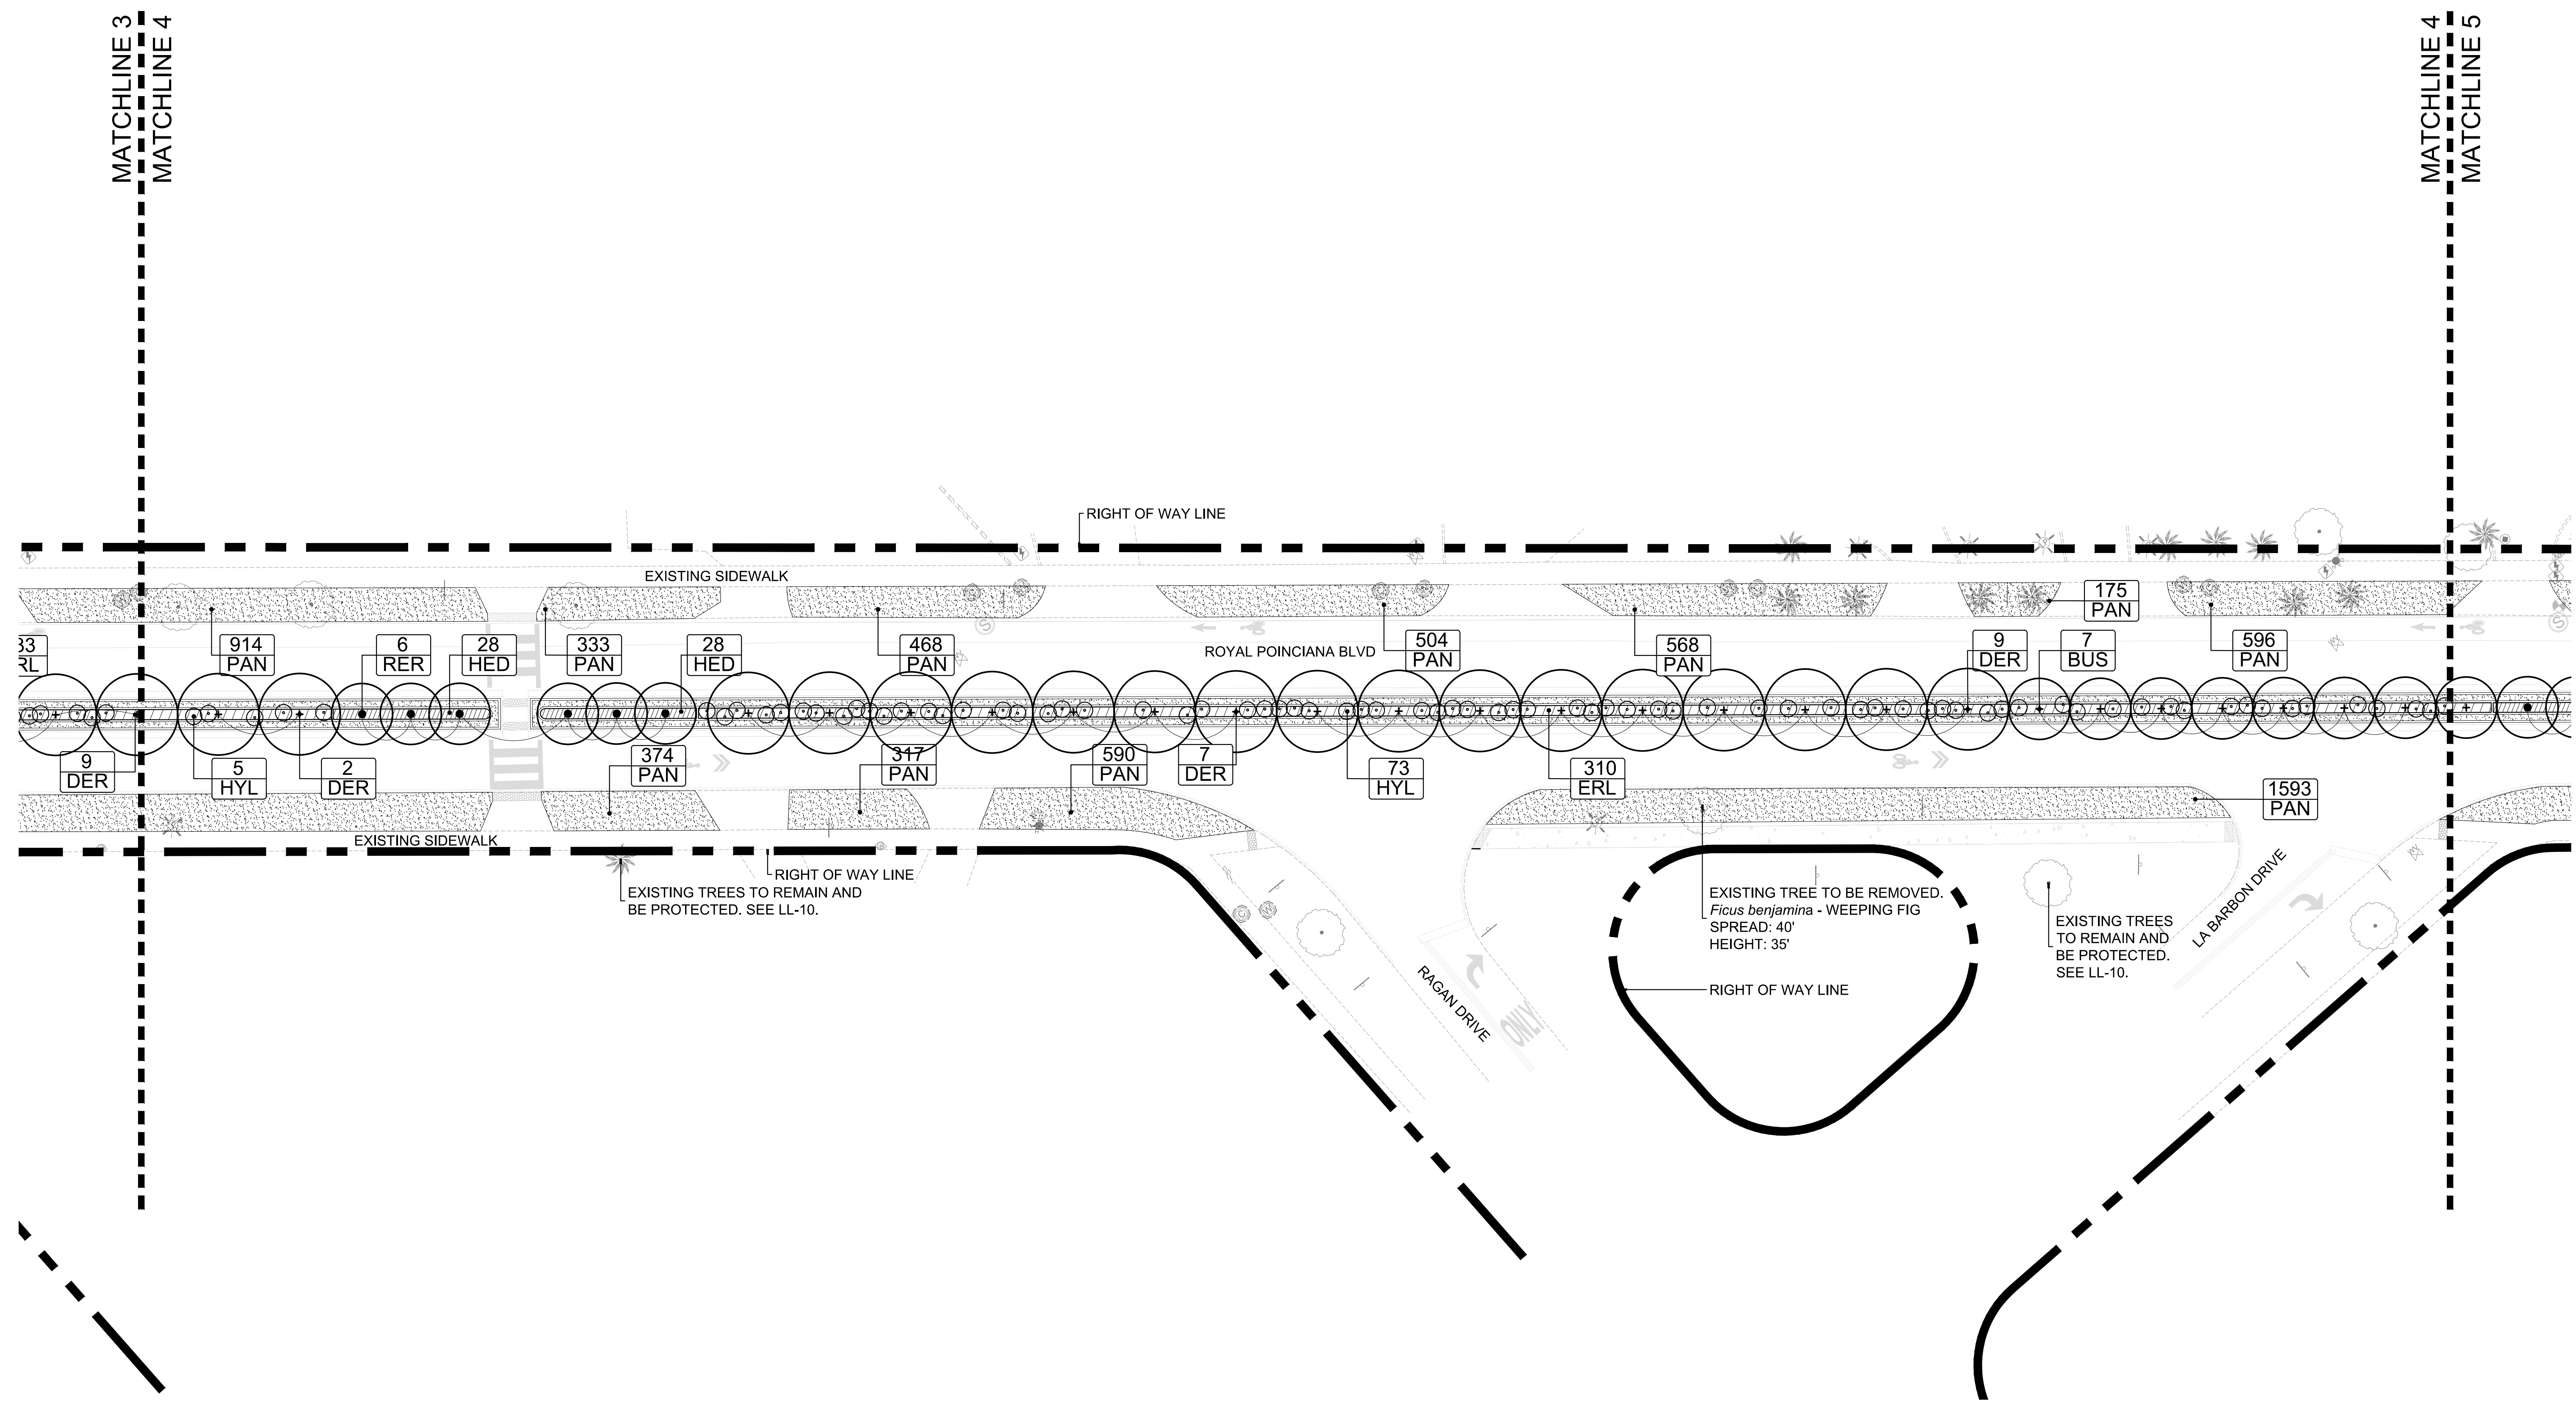 MATCHLINE 3
MATCHLINE 4
MATCHLINE 4
MATCHLINE 5
RIGHT OF WAY LINE
EXISTING SIDEWALK
175
PAN
33
RL
914
PAN
6
RER
28
HED
333
PAN
28
HED
468
PAN
ROYAL POINCIANA BLVD
504
PAN
568
PAN
9
DER
7
BUS
596
PAN
9
DER
5
HYL
2
DER
374
PAN
317
PAN
590
PAN
7
DER
73
HYL
310
ERL
1593
PAN
EXISTING SIDEWALK
RIGHT OF WAY LINE
EXISTING TREES TO REMAIN AND
BE PROTECTED. SEE LL-10.
EXISTING TREE TO BE REMOVED.
Ficus benjamina - WEEPING FIG
SPREAD: 40'
HEIGHT: 35'
RIGHT OF WAY LINE
EXISTING TREES
TO REMAIN AND
BE PROTECTED.
SEE LL-10.
RAGAN DRIVE
ONLY
LA BARBON DRIVE